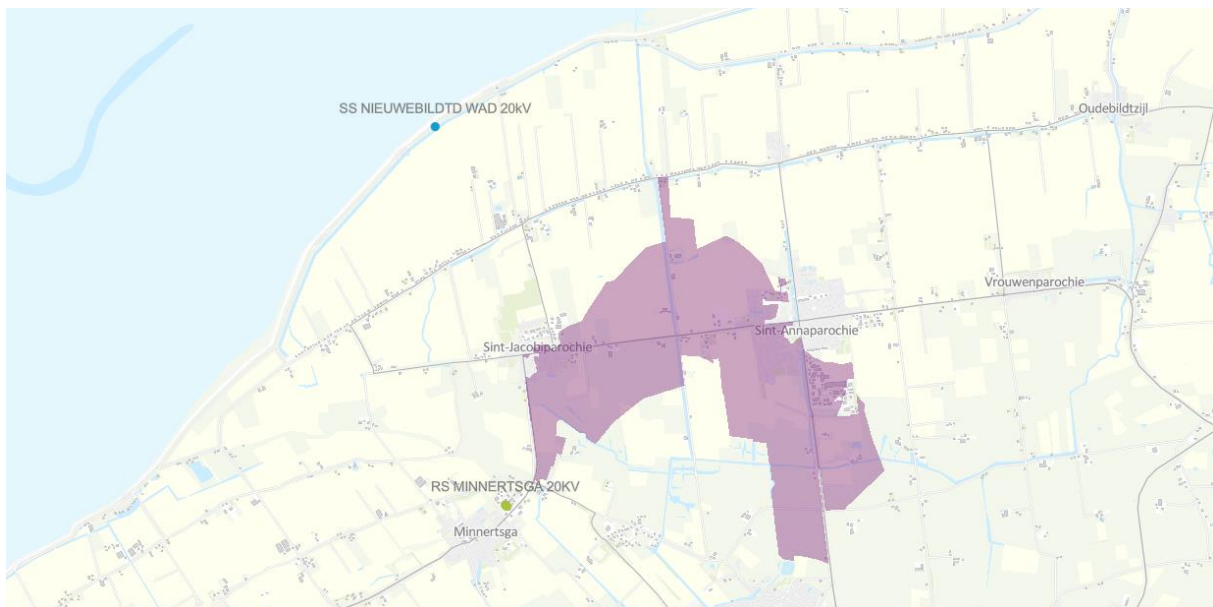 SS NIEUWEBILDTD WAD 20kV
Oudebildtzijl
Vrouwenparochie
Sint-Annaparochie
Sint-Jacobiparochie
RS MINNERTSGA 20KV
Minnertsga